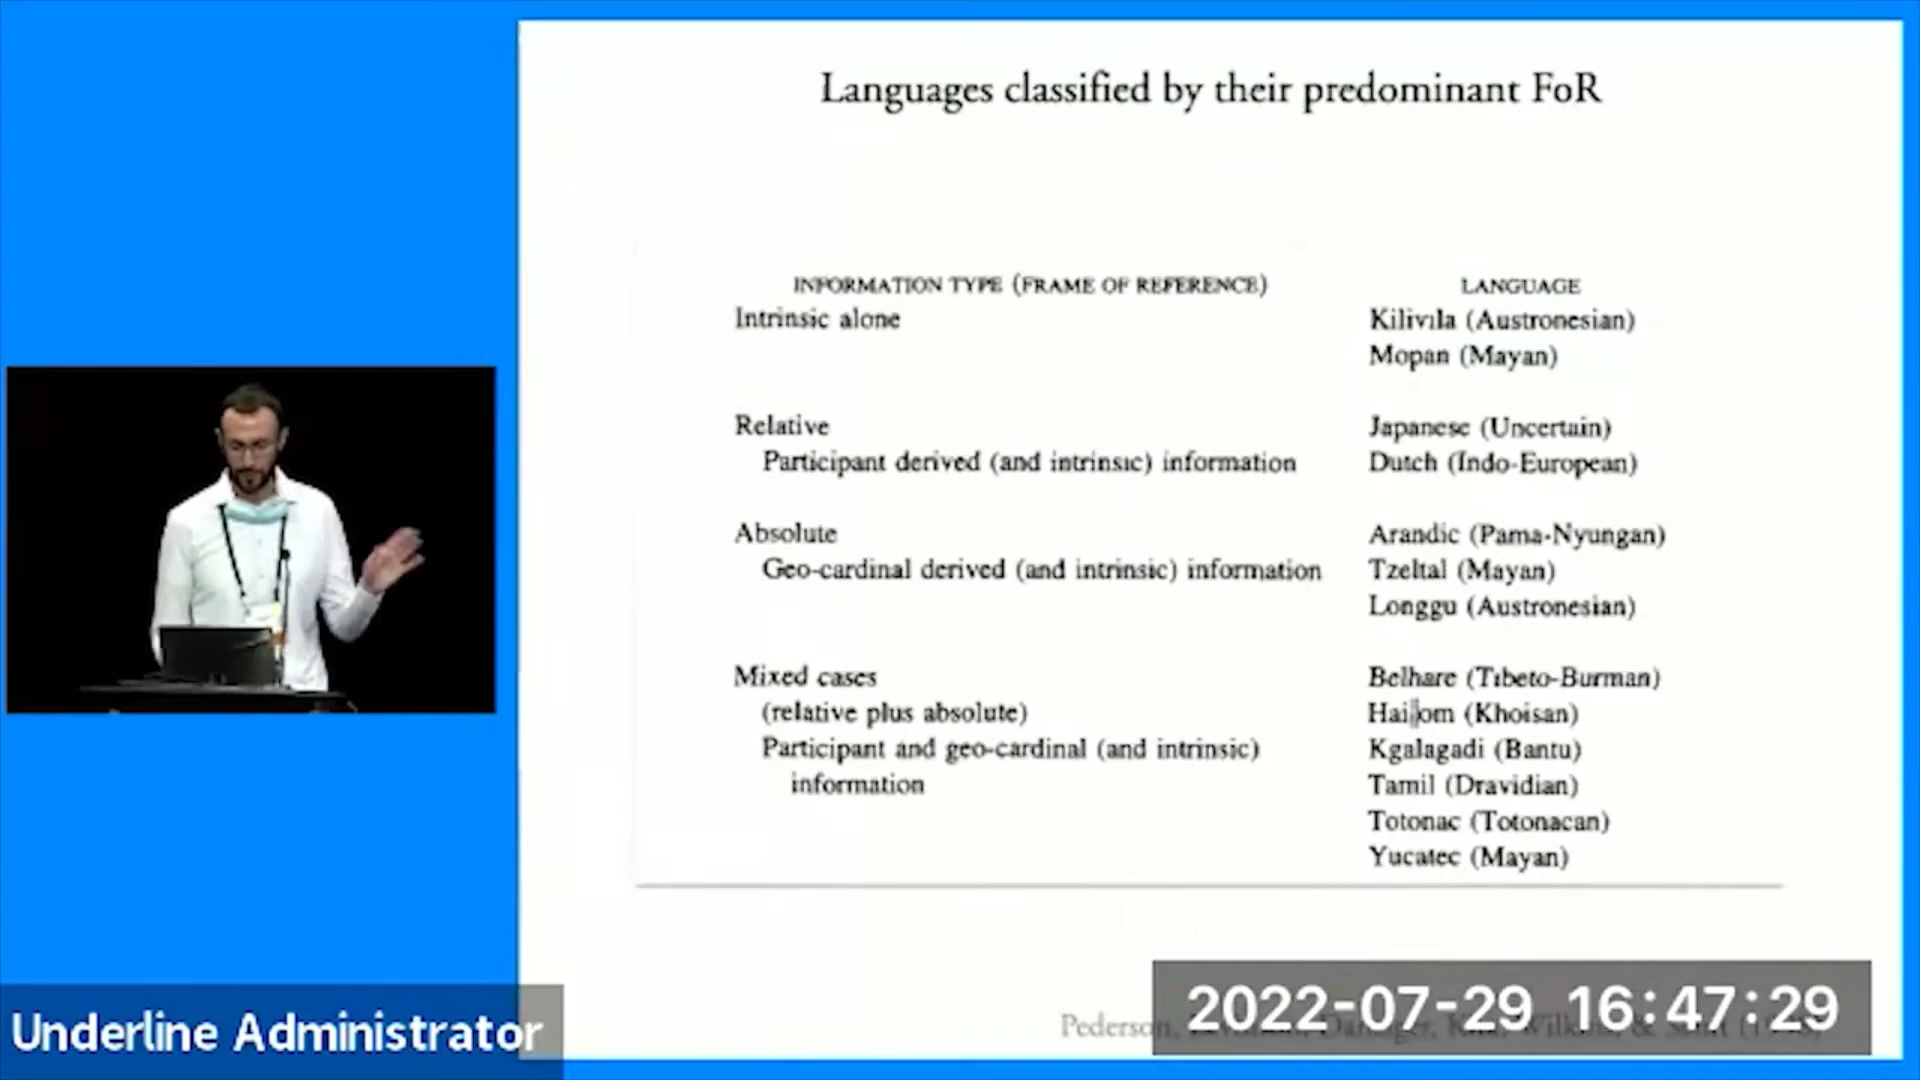 Languages classified by their predominant FoR
INFORMATION TYPE (FRAME OF REFERENCE) LANGUAGE
Intrinsic alone Kilivila (Austronesian)
Mopan (Mayan)
Relative Japanese (Uncertain)
Participant derived (and intrinsic) information Dutch (Indo-European)
Absolute Arandic (Pama-Nyungan)
Geo-cardinal derived (and intrinsic) information Tzeltal (Mayan)
Longgu (Austronesian)
Mixed cases Belhare (Tibeto-Burman)
(relative plus absolute) Hai‖om (Khoisan)
Participant and geo-cardinal (and intrinsic) Kgalagadi (Bantu)
information Tamil (Dravidian)
Totonac (Totonacan)
Yucatec (Mayan)
Pederson,
2022-07-29 16:47:29
Underline Administrator